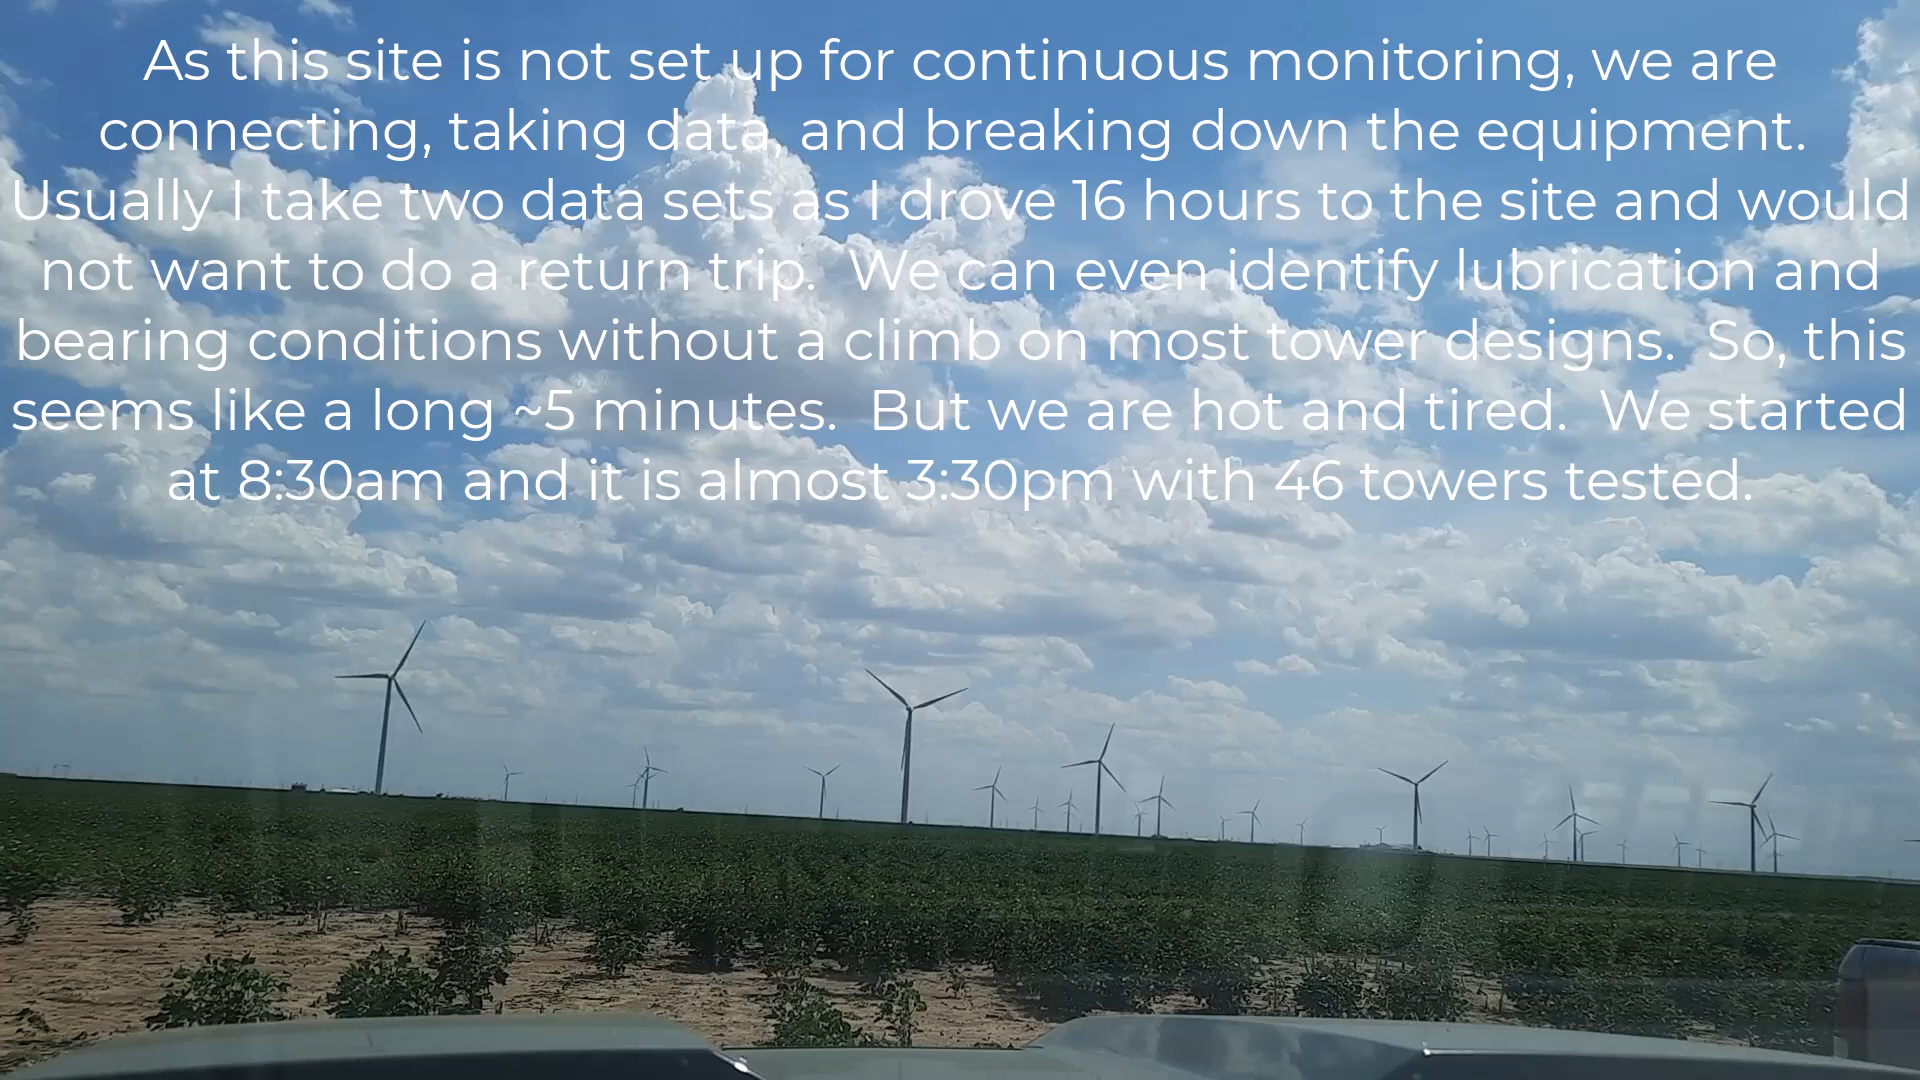 As this site is not set up for continuous monitoring, we are
connecting, taking data, and breaking down the equipment.
Usually I take two data sets as I drove 16 hours to the site and would
not want to do a return trip.  We can even identify lubrication and
bearing conditions without a climb on most tower designs.  So, this
seems like a long ~5 minutes.  But we are hot and tired.  We started
at 8:30am and it is almost 3:30pm with 46 towers tested.